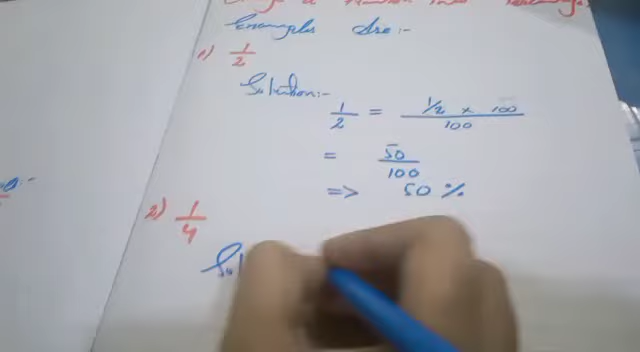 Examples Are:-
1) 1/2
Solution:-
1/2 = (1/2 x 100)/100
= 50/100
=> 50 %
2) 1/4